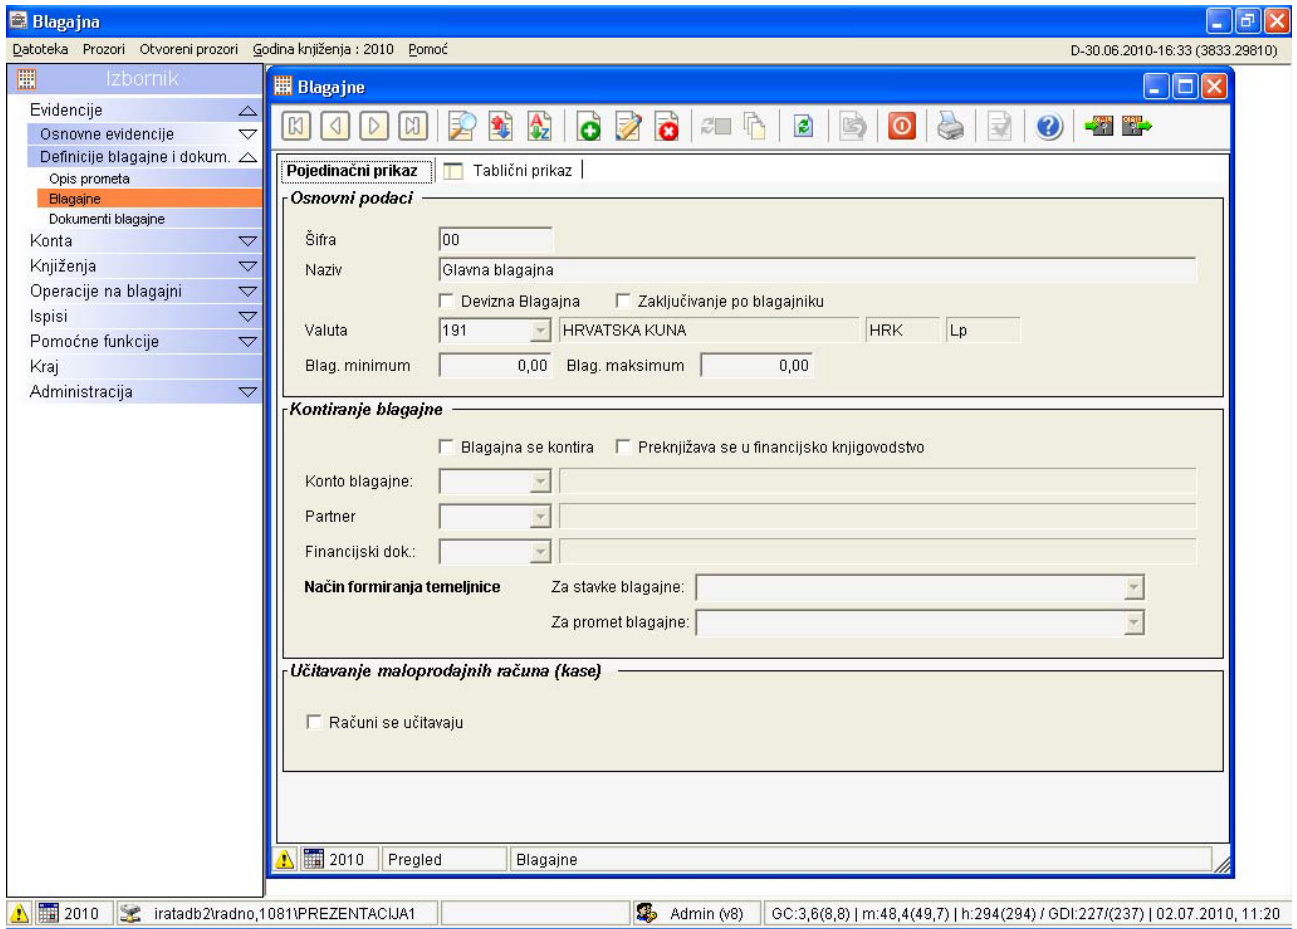 Blagajna
Datoteka Prozori Otvoreni prozori Godina knjiženja : 2010 Pomoć D-30.06.2010-16:33 (3833.29810)
Izbornik
Evidencije
Osnovne evidencije
Definicije blagajne i dokum.
Opis prometa
Blagajne
Dokumenti blagajne
Konta
Knjiženja
Operacije na blagajni
Ispisi
Pomoćne funkcije
Kraj
Administracija
Blagajne
Pojedinačni prikaz Tablični prikaz
Osnovni podaci
Šifra 00
Naziv Glavna blagajna
Devizna Blagajna Zaključivanje po blagajniku
Valuta 191 HRVATSKA KUNA HRK Lp
Blag. minimum 0,00 Blag. maksimum 0,00
Kontiranje blagajne
Blagajna se kontira Preknjižava se u financijsko knjigovodstvo
Konto blagajne:
Partner
Financijski dok.:
Način formiranja temeljnice Za stavke blagajne:
Za promet blagajne:
Učitavanje maloprodajnih računa (kase)
Računi se učitavaju
2010 Pregled Blagajne
2010 iratadb2\radno,1081\PREZENTACIJA1 Admin (v8) GC:3,6(8,8) | m:48,4(49,7) | h:294(294) / GDI:227/(237) | 02.07.2010, 11:20